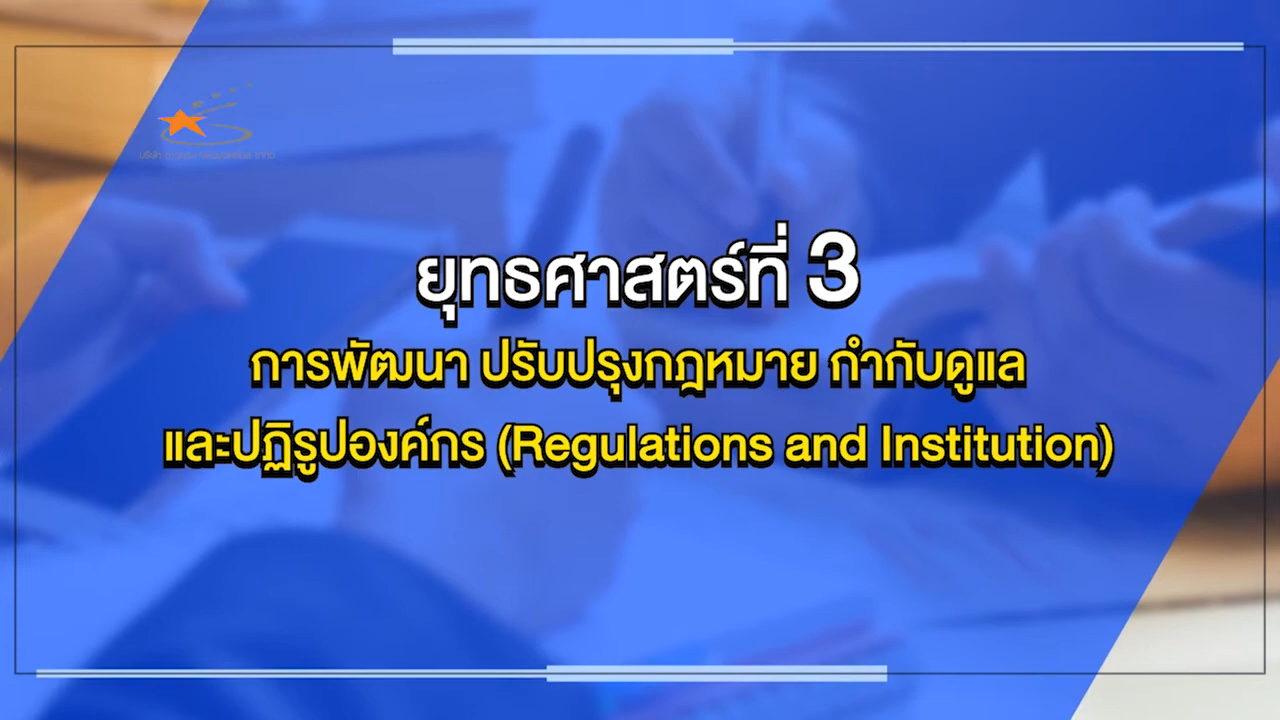 ยุทธศาสตร์ที่ 3
การพัฒนา ปรับปรุงกฎหมาย กำกับดูแล
และปฏิรูปองค์กร (Regulations and Institution)